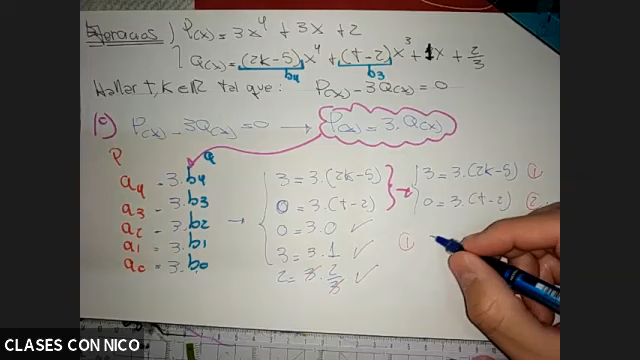 Ejercicios) P(x) = 3x⁴ + 3x + 2
Q(x) = (2k-5)x⁴ + (t-2)x³ + 1x + 2/3
b4 b3
Hallar t, k ∈ ℝ tal que: P(x) - 3Q(x) = 0
P(x) - 3Q(x) = 0 → P(x) = 3.Q(x)
P Q
a4 = 3.b4
a3 = 3.b3
a2 = 3.b2
a1 = 3.b1
a0 = 3.b0
→
3 = 3.(2k-5)
0 = 3.(t-2)
0 = 3.0 ✓
3 = 3.1 ✓
2 = 3.2/3 ✓
→
3 = 3.(2k-5) ①
0 = 3.(t-2) ②
①
CLASES CON NICO